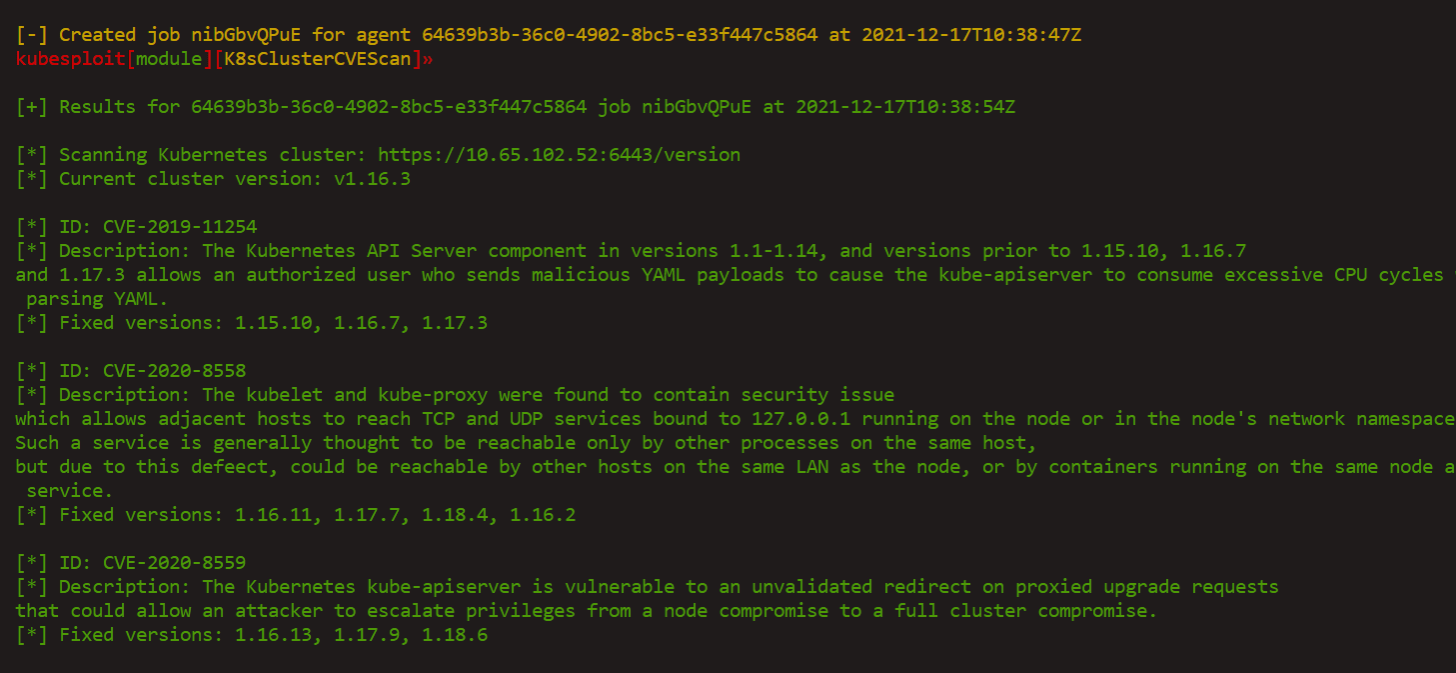 [-] Created job nibGbvQPuE for agent 64639b3b-36c0-4902-8bc5-e33f447c5864 at 2021-12-17T10:38:47Z
kubesploit[module][K8sClusterCVEScan]»
[+] Results for 64639b3b-36c0-4902-8bc5-e33f447c5864 job nibGbvQPuE at 2021-12-17T10:38:54Z
[*] Scanning Kubernetes cluster: https://10.65.102.52:6443/version
[*] Current cluster version: v1.16.3
[*] ID: CVE-2019-11254
[*] Description: The Kubernetes API Server component in versions 1.1-1.14, and versions prior to 1.15.10, 1.16.7
and 1.17.3 allows an authorized user who sends malicious YAML payloads to cause the kube-apiserver to consume excessive CPU cycles
parsing YAML.
[*] Fixed versions: 1.15.10, 1.16.7, 1.17.3
[*] ID: CVE-2020-8558
[*] Description: The kubelet and kube-proxy were found to contain security issue
which allows adjacent hosts to reach TCP and UDP services bound to 127.0.0.1 running on the node or in the node's network namespace
Such a service is generally thought to be reachable only by other processes on the same host,
but due to this defeect, could be reachable by other hosts on the same LAN as the node, or by containers running on the same node a
service.
[*] Fixed versions: 1.16.11, 1.17.7, 1.18.4, 1.16.2
[*] ID: CVE-2020-8559
[*] Description: The Kubernetes kube-apiserver is vulnerable to an unvalidated redirect on proxied upgrade requests
that could allow an attacker to escalate privileges from a node compromise to a full cluster compromise.
[*] Fixed versions: 1.16.13, 1.17.9, 1.18.6